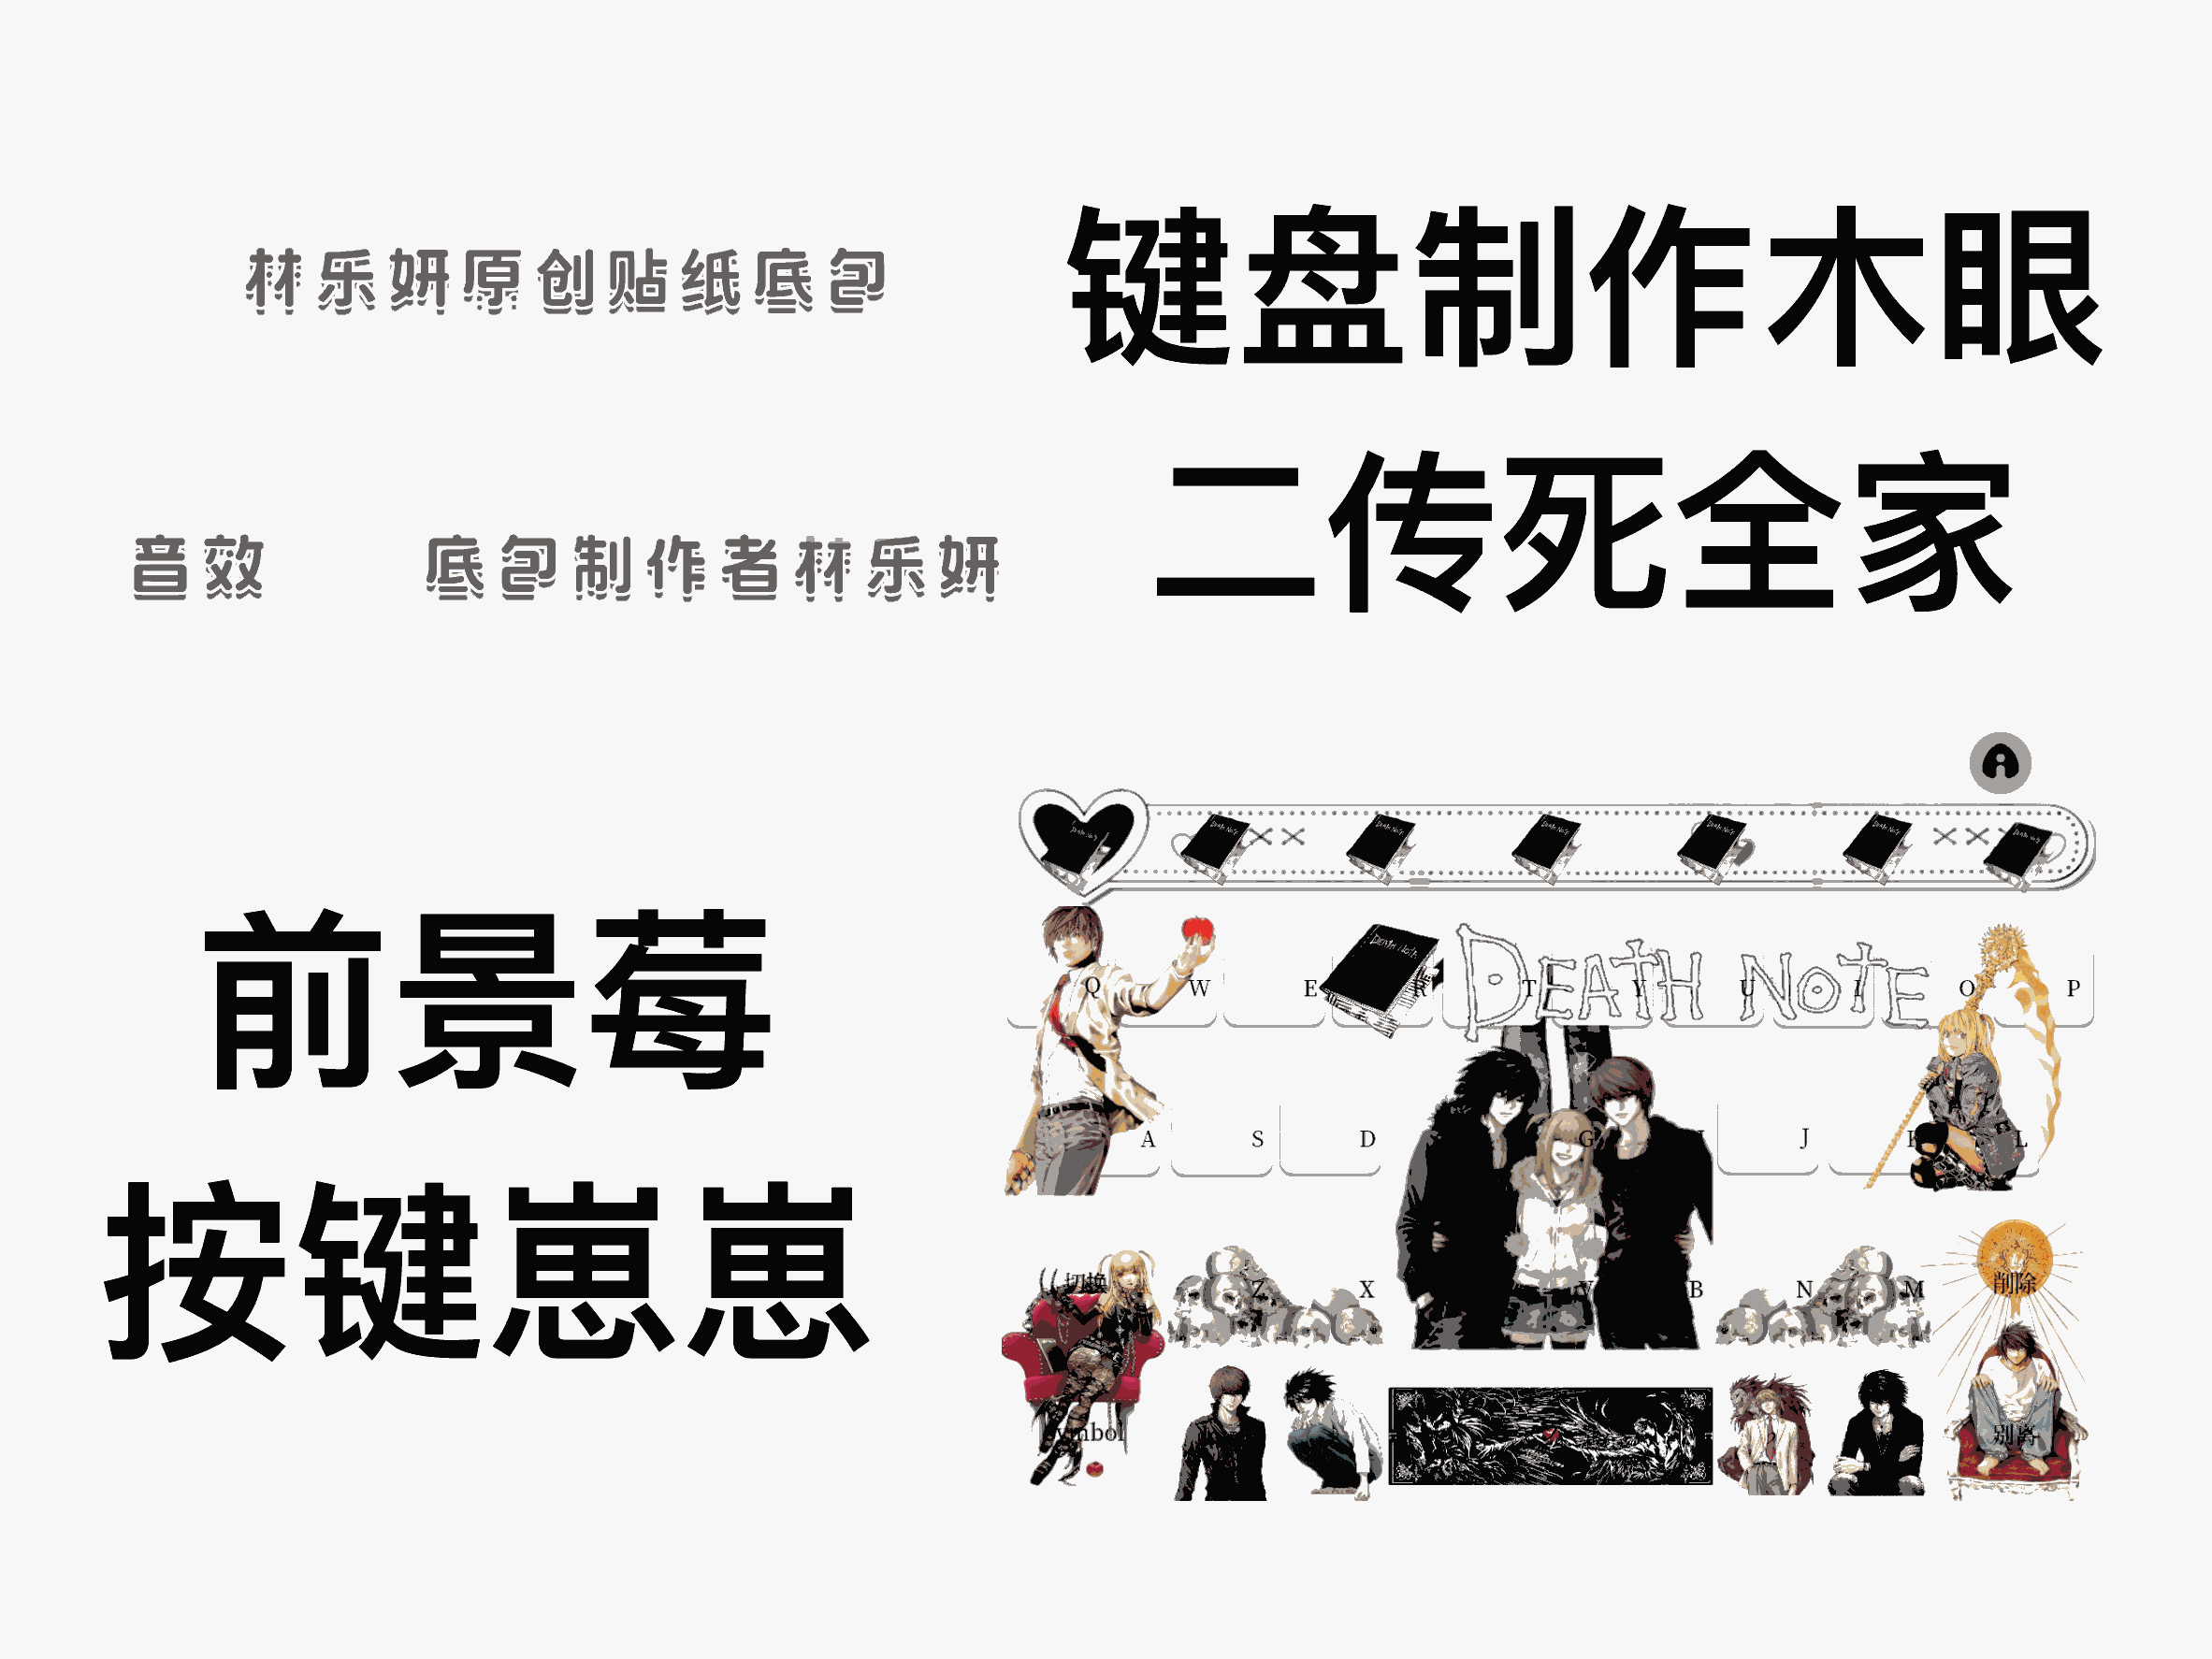 林乐妍原创贴纸底包
键盘制作木眼
二传死全家
音效 底包制作者林乐妍
前景莓
按键崽崽
DEATH NOTE
Q W E R T Y U I O P
A S D G J K L
切换 Z X V B N M 削除
Symbol 别离